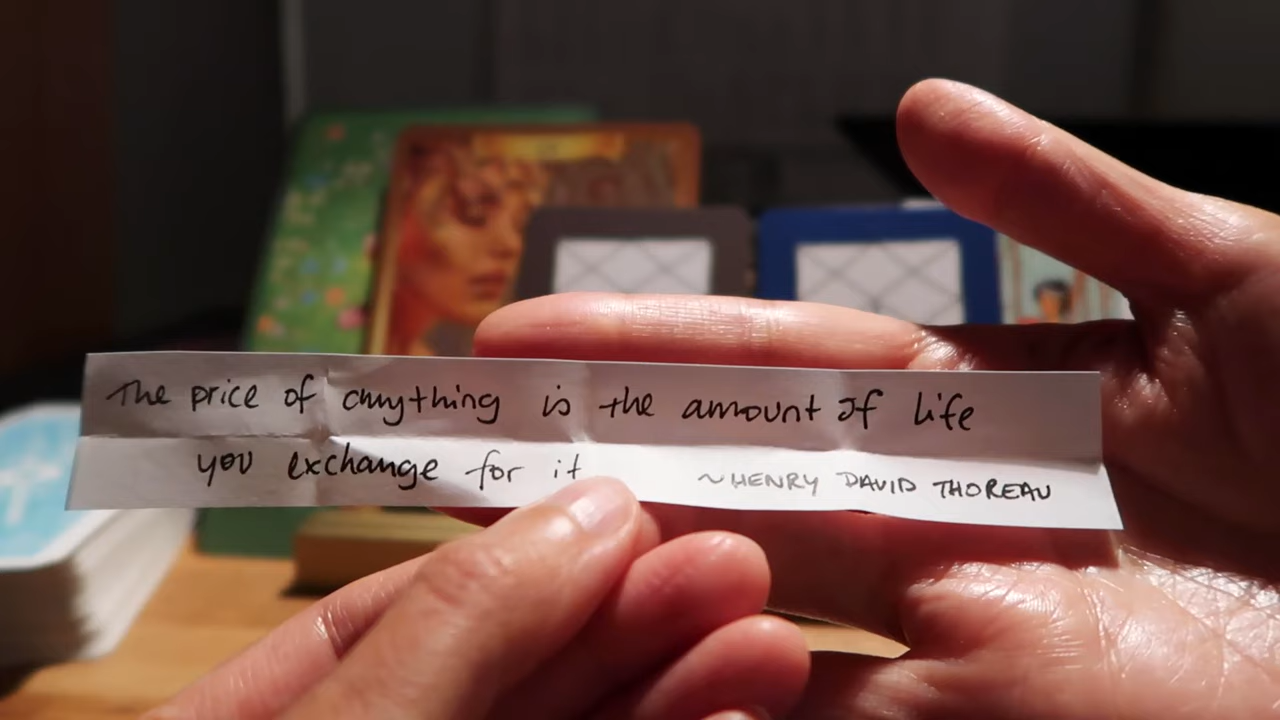 The price of anything is the amount of life
you exchange for it
~HENRY DAVID THOREAU